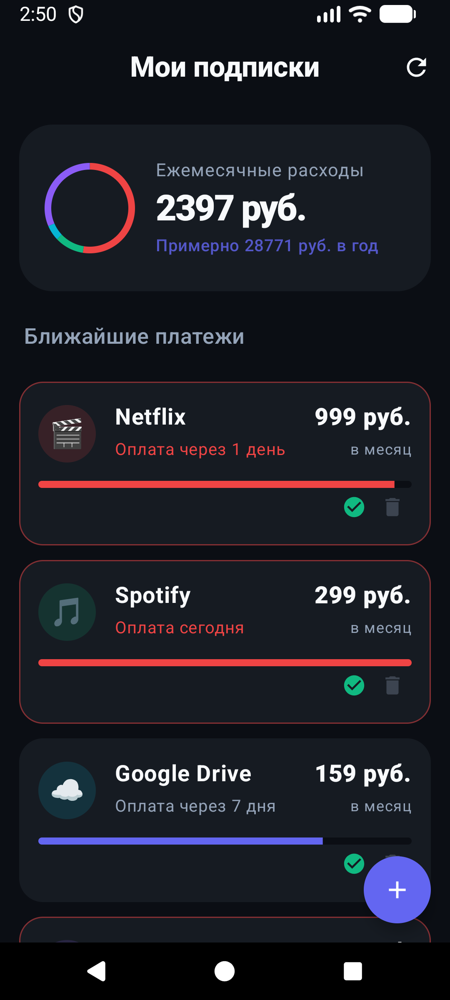 2:50
Мои подписки
Ежемесячные расходы
2397 руб.
Примерно 28771 руб. в год
Ближайшие платежи
Netflix
999 руб.
Оплата через 1 день
в месяц
Spotify
299 руб.
Оплата сегодня
в месяц
Google Drive
159 руб.
Оплата через 7 дня
в месяц